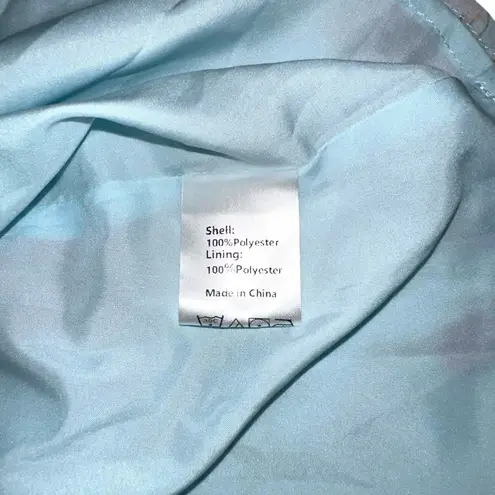 Shell:
100%Polyester
Lining:
100%Polyester
Made in China